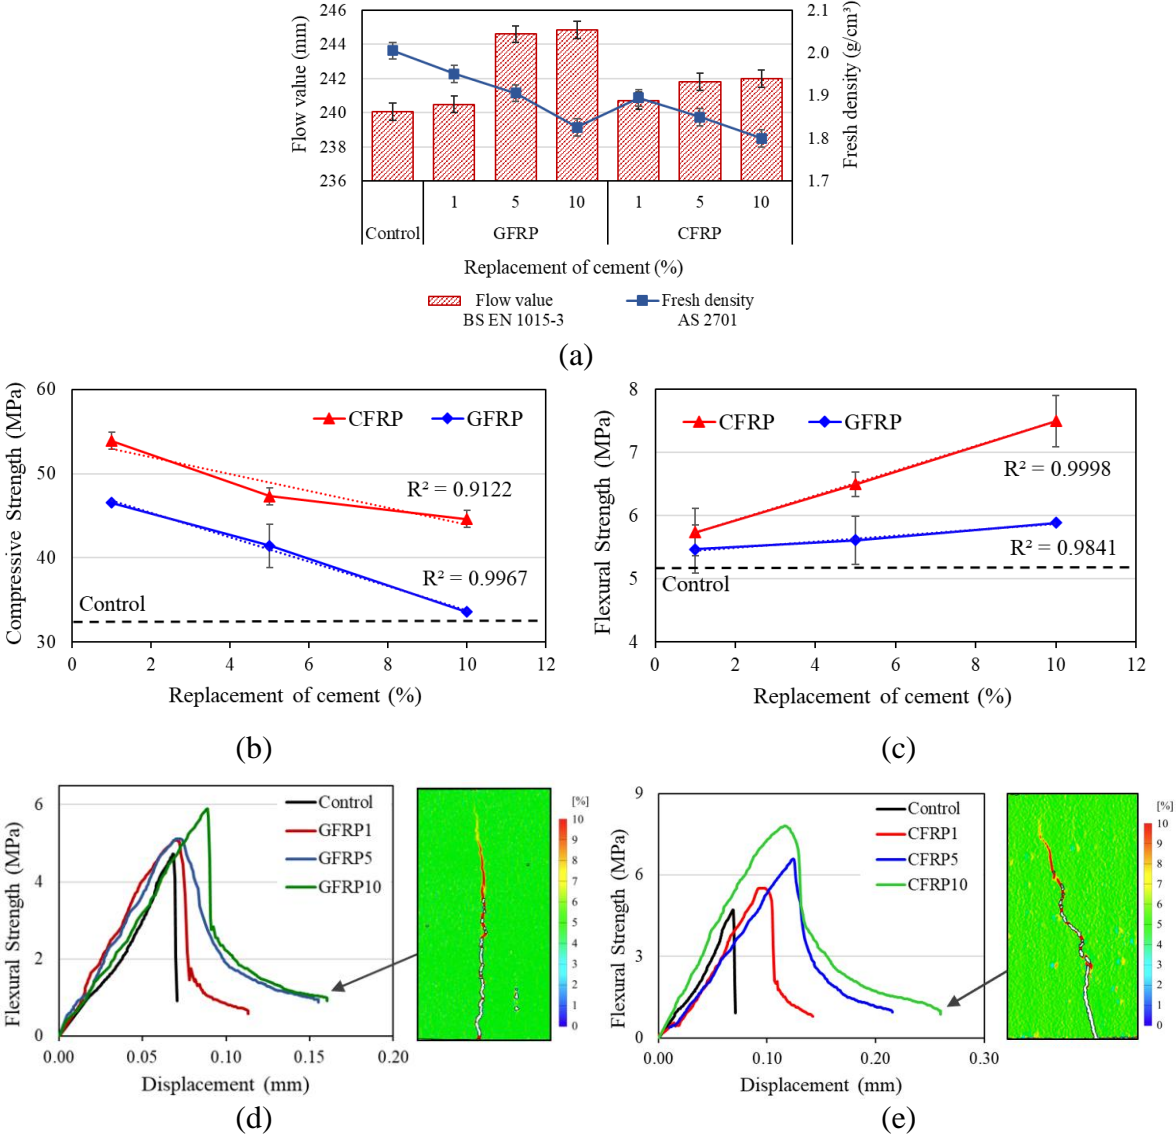 246
244
242
240
238
236
Flow value (mm)
2.1
2.0
1.9
1.8
1.7
Fresh density (g/cm³)
1 5 10 1 5 10
Control GFRP CFRP
Replacement of cement (%)
Flow value
BS EN 1015-3
Fresh density
AS 2701
(a)
60
50
40
30
Compressive Strength (MPa)
CFRP GFRP
R² = 0.9122
R² = 0.9967
Control
0 2 4 6 8 10 12
Replacement of cement (%)
(b)
8
7
6
5
4
Flexural Strength (MPa)
CFRP GFRP
R² = 0.9998
R² = 0.9841
Control
0 2 4 6 8 10 12
Replacement of cement (%)
(c)
6
4
2
0
Flexural Strength (MPa)
Control
GFRP1
GFRP5
GFRP10
0.00 0.05 0.10 0.15 0.20
Displacement (mm)
[%]
10
9
8
7
6
5
4
3
2
1
0
(d)
9
6
3
0
Flexural Strength (MPa)
Control
CFRP1
CFRP5
CFRP10
0.00 0.10 0.20 0.30
Displacement (mm)
[%]
10
9
8
7
6
5
4
3
2
1
0
(e)